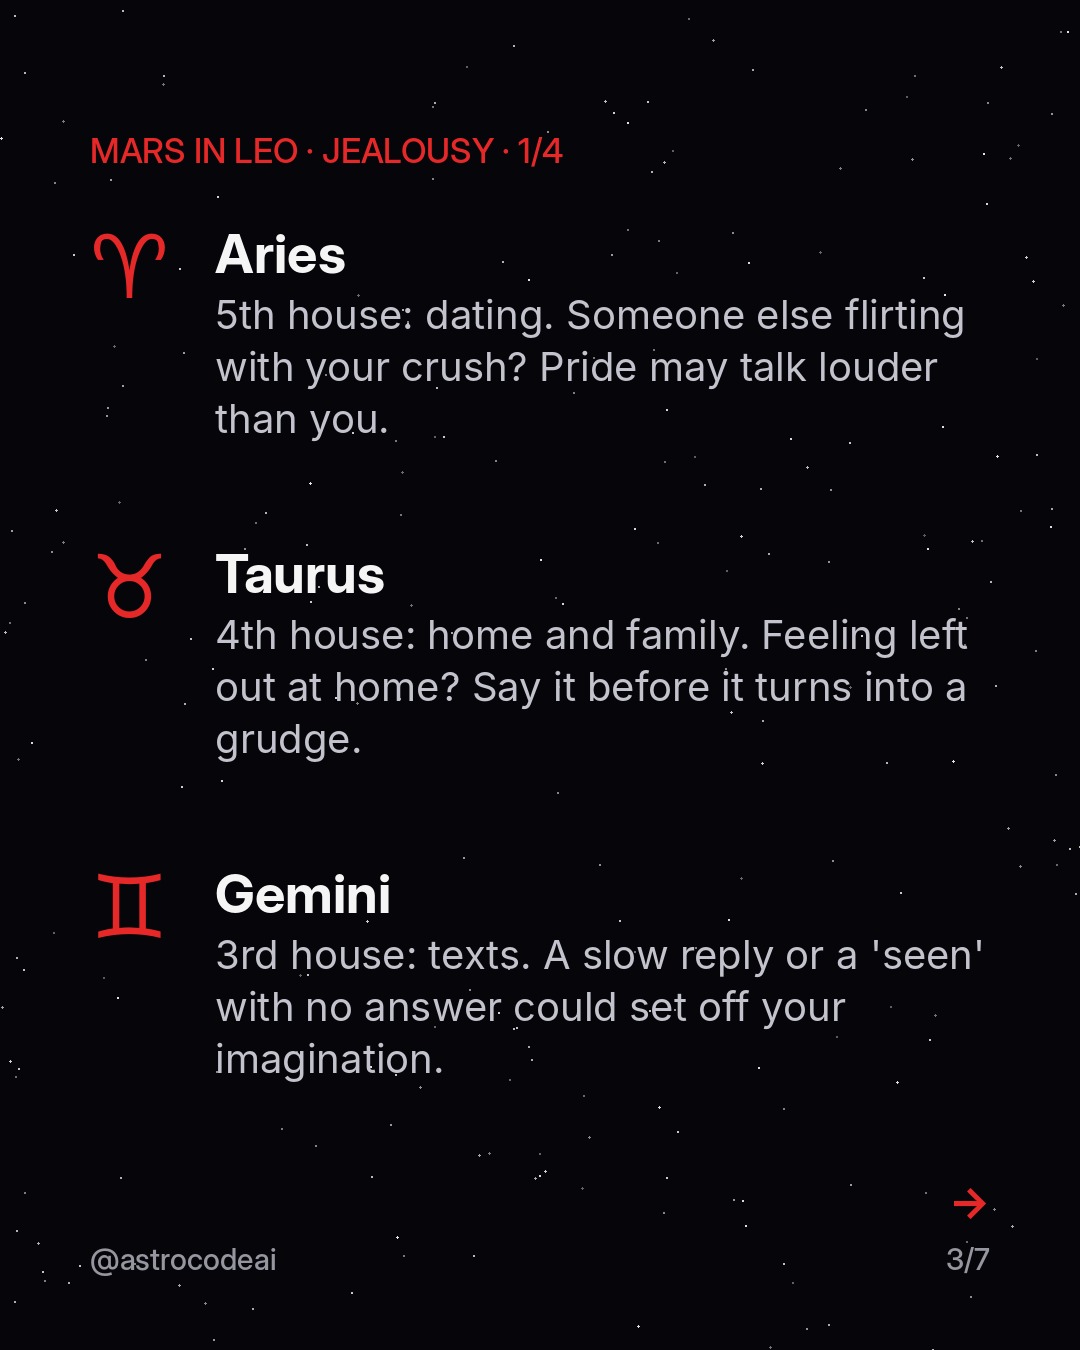 MARS IN LEO · JEALOUSY · 1/4
♈ Aries
5th house: dating. Someone else flirting
with your crush? Pride may talk louder
than you.
♉ Taurus
4th house: home and family. Feeling left
out at home? Say it before it turns into a
grudge.
♊ Gemini
3rd house: texts. A slow reply or a 'seen'
with no answer could set off your
imagination.
→
@astrocodeai
3/7